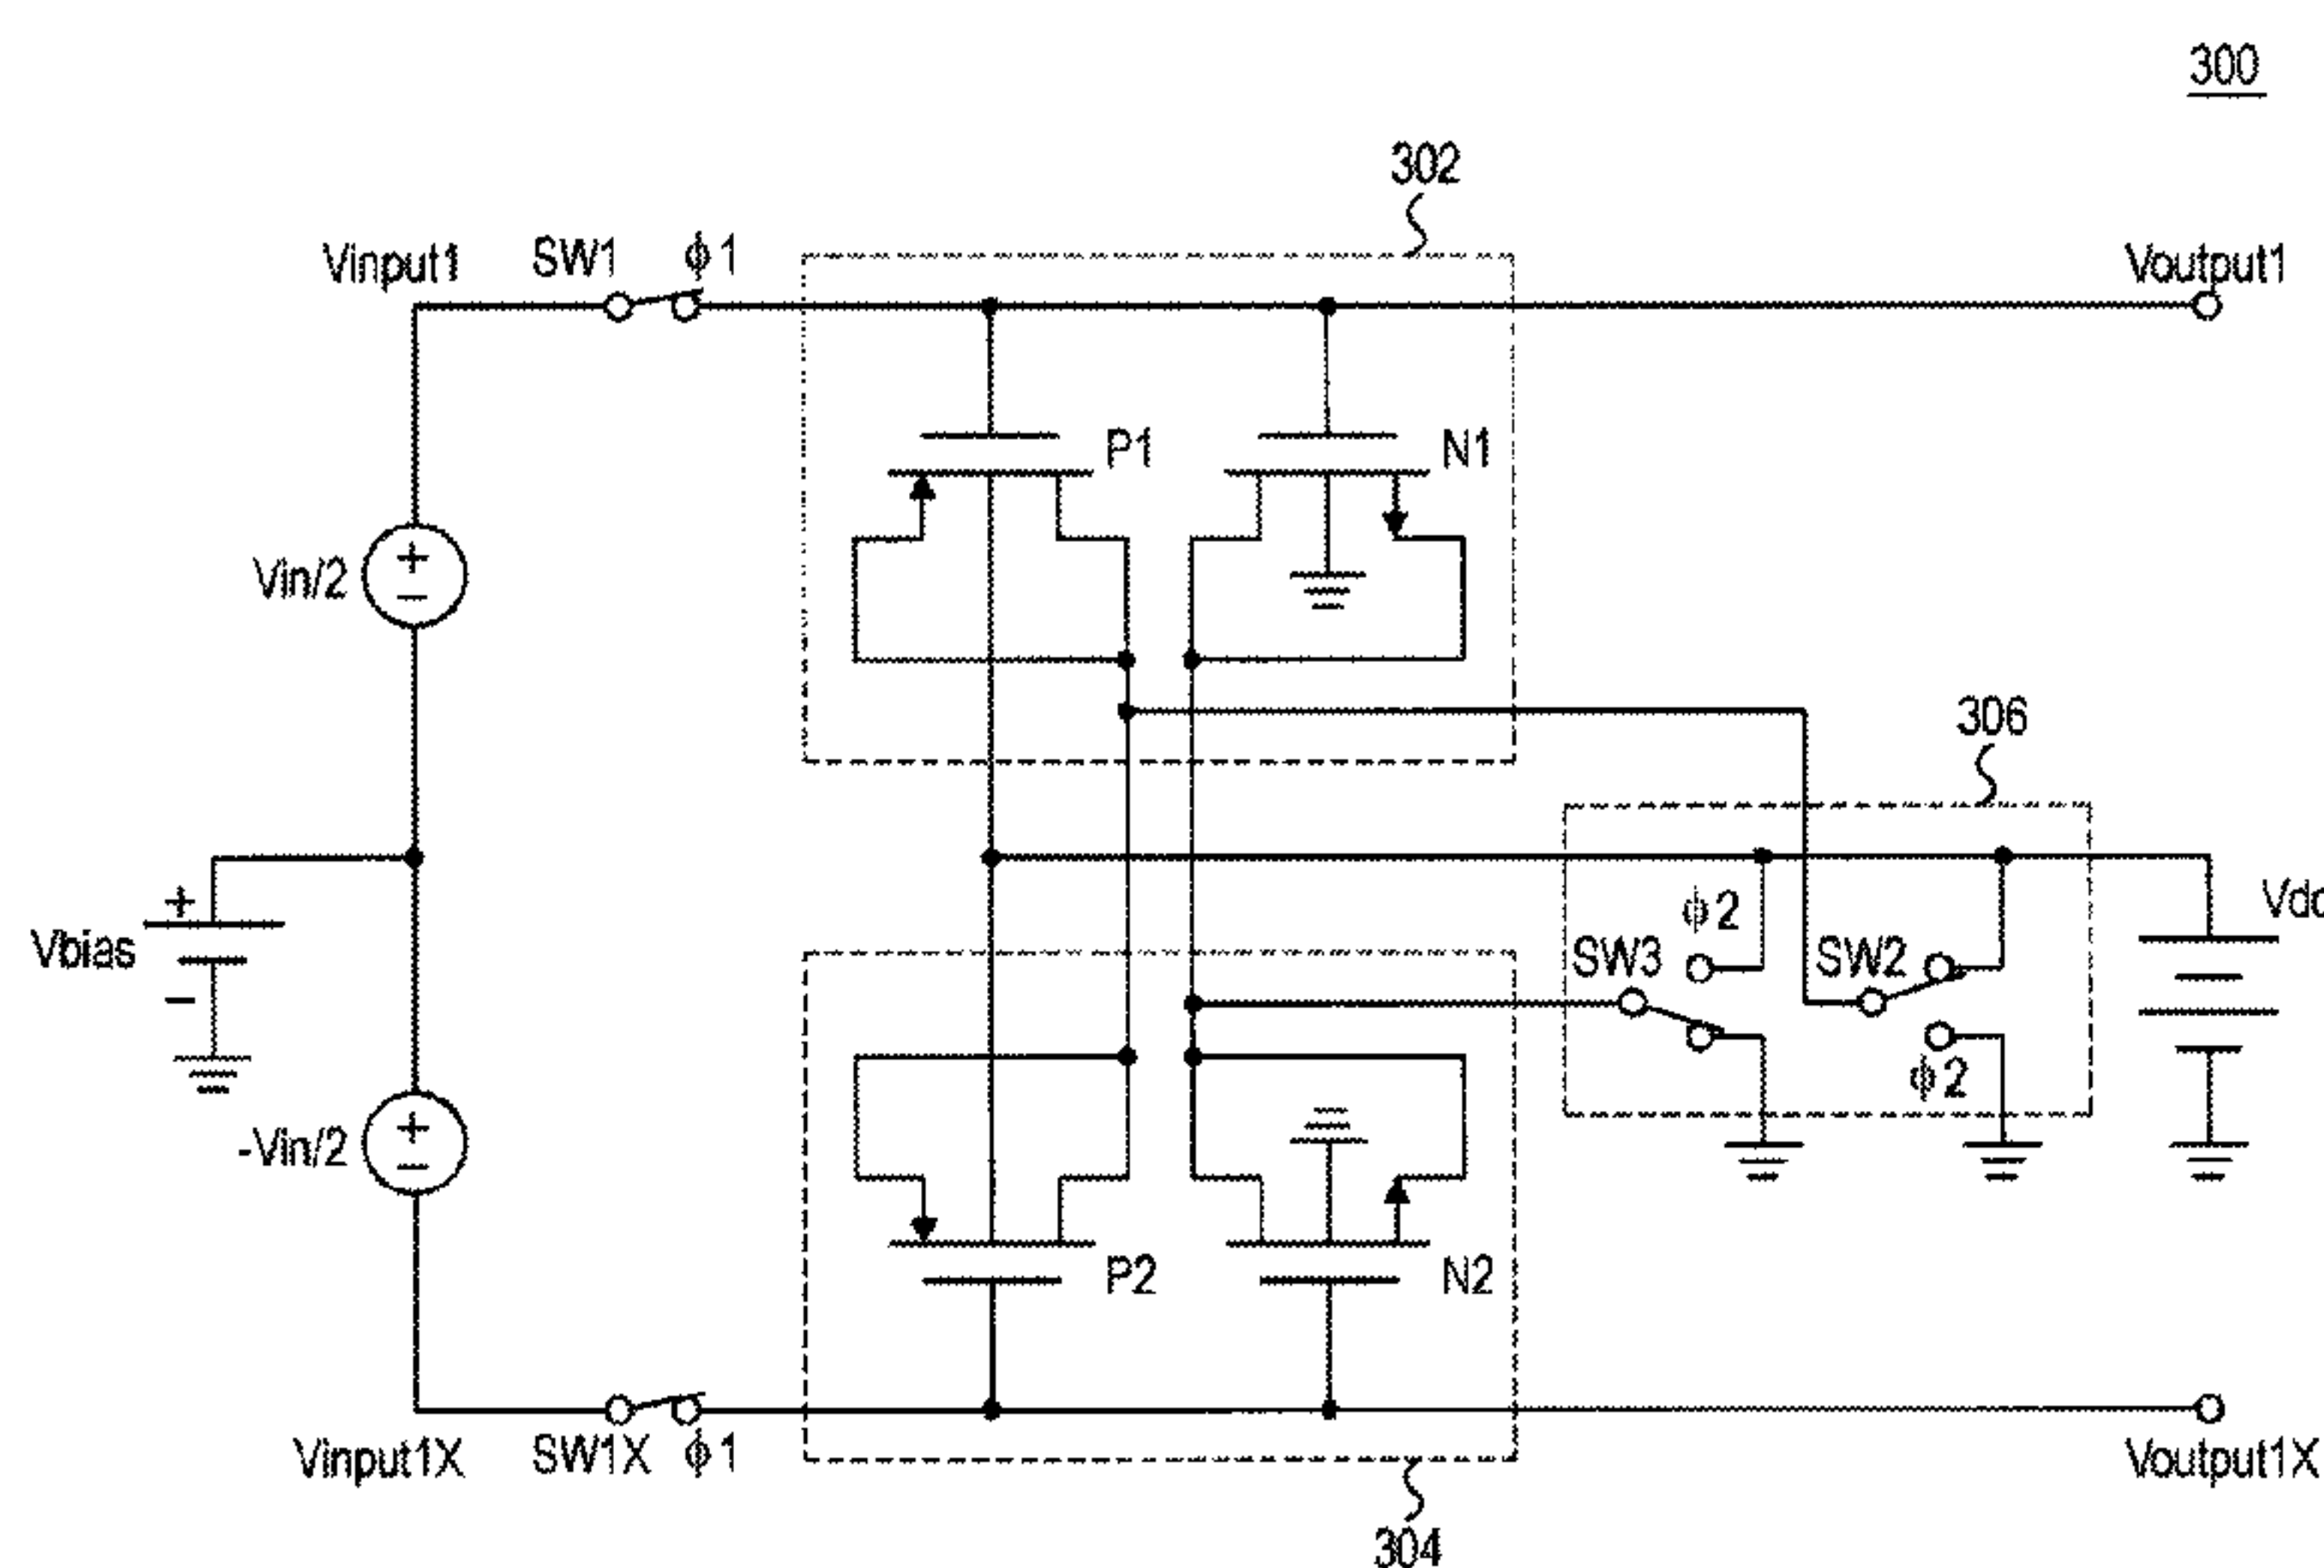 300
302
Vinput1
SW1
ϕ1
Voutput1
P1
N1
Vin/2
306
+
−
ϕ2
Vbias
+
−
SW3
SW2
ϕ2
-Vin/2
+
−
P2
N2
Vinput1X
SW1X
ϕ1
Voutput1X
304